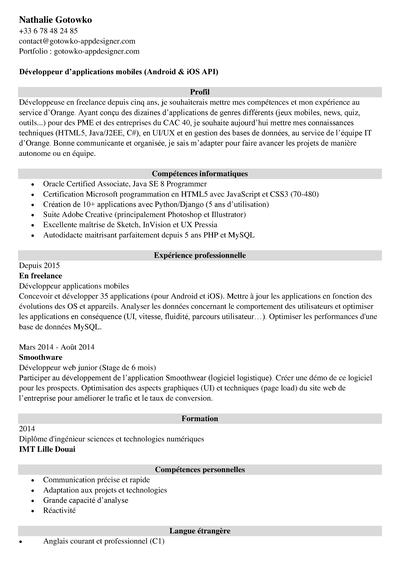 Nathalie Gotowko
+33 6 78 48 24 85
contact@gotowko-appdesigner.com
Portfolio : gotowko-appdesigner.com
Développeur d'applications mobiles (Android & iOS API)
Profil
Développeuse en freelance depuis cinq ans, je souhaiterais mettre mes compétences et mon expérience au
service d'Orange. Ayant conçu des dizaines d'applications de genres différents (jeux mobiles, news, quiz,
outils...) pour des PME et des entreprises du CAC 40, je souhaite aujourd'hui mettre mes connaissances
techniques (HTML5, Java/J2EE, C#), en UI/UX et en gestion des bases de données, au service de l'équipe IT
d'Orange. Bonne communicante et organisée, je sais m'adapter pour faire avancer les projets de manière
autonome ou en équipe.
Compétences informatiques
• Oracle Certified Associate, Java SE 8 Programmer
• Certification Microsoft programmation en HTML5 avec JavaScript et CSS3 (70-480)
• Création de 10+ applications avec Python/Django (5 ans d'utilisation)
• Suite Adobe Creative (principalement Photoshop et Illustrator)
• Excellente maîtrise de Sketch, InVision et UX Pressia
• Autodidacte maitrisant parfaitement depuis 5 ans PHP et MySQL
Expérience professionnelle
Depuis 2015
En freelance
Développeur applications mobiles
Concevoir et développer 35 applications (pour Android et iOS). Mettre à jour les applications en fonction des
évolutions des OS et appareils. Analyser les données concernant le comportement des utilisateurs et optimiser
les applications en conséquence (UI, vitesse, fluidité, parcours utilisateur…). Optimiser les performances d'une
base de données MySQL.
Mars 2014 - Août 2014
Smoothware
Développeur web junior (Stage de 6 mois)
Participer au développement de l'application Smoothwear (logiciel logistique). Créer une démo de ce logiciel
pour les prospects. Optimisation des aspects graphiques (UI) et techniques (page load) du site web de
l'entreprise pour améliorer le trafic et le taux de conversion.
Formation
2014
Diplôme d'ingénieur sciences et technologies numériques
IMT Lille Douai
Compétences personnelles
• Communication précise et rapide
• Adaptation aux projets et technologies
• Grande capacité d'analyse
• Réactivité
Langue étrangère
• Anglais courant et professionnel (C1)